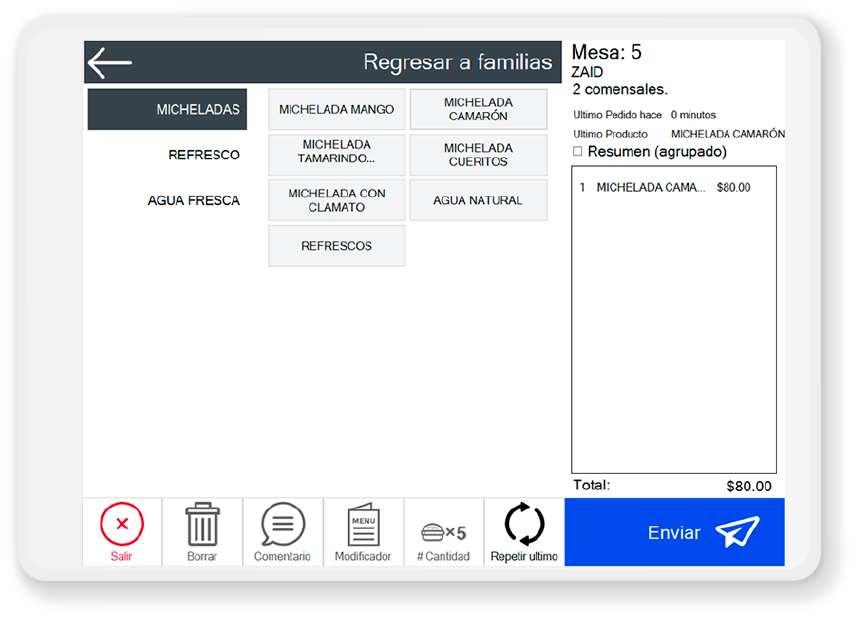 Regresar a familias
MICHELADAS
REFRESCO
AGUA FRESCA
MICHELADA MANGO
MICHELADA
CAMARÓN
MICHELADA
TAMARINDO...
MICHELADA
CUERITOS
MICHELADA CON
CLAMATO
AGUA NATURAL
REFRESCOS
Mesa: 5
ZAID
2 comensales.
Ultimo Pedido hace 0 minutos
Ultimo Producto MICHELADA CAMARÓN
Resumen (agrupado)
1 MICHELADA CAMA... $80.00
Total: $80.00
Salir
Borrar
Comentario
MENU
Modificador
×5
# Cantidad
Repetir ultimo
Enviar